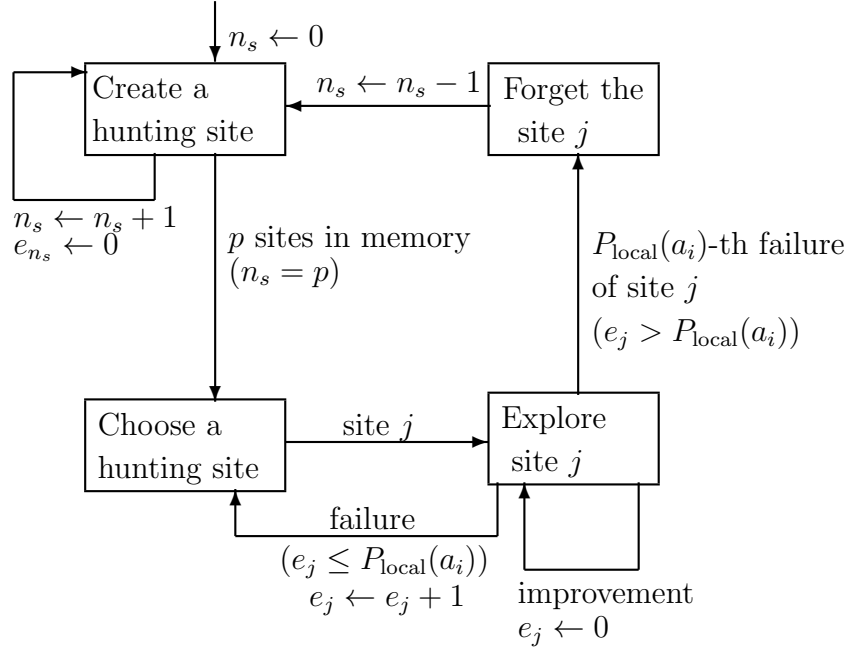 n_s ← 0
Create a
hunting site
n_s ← n_s − 1
Forget the
site j
n_s ← n_s + 1
e_{n_s} ← 0
p sites in memory
(n_s = p)
P_local(a_i)-th failure
of site j
(e_j > P_local(a_i))
Choose a
hunting site
site j
Explore
site j
failure
(e_j ≤ P_local(a_i))
e_j ← e_j + 1
improvement
e_j ← 0